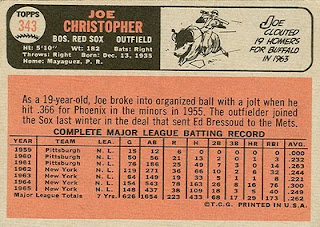 TOPPS
343
JOE
CHRISTOPHER
BOS. RED SOX OUTFIELD
Ht: 5'10" Wt: 182 Bats: Right
Throws: Right Born: Dec. 13, 1935
Home: Mayaguez, P. R.
JOE
CLOUTED
19 HOMERS
FOR BUFFALO
IN 1963
As a 19-year-old, Joe broke into organized ball with a jolt when he
hit .366 for Phoenix in the minors in 1955. The outfielder joined
the Sox last winter in the deal that sent Ed Bressoud to the Mets.
COMPLETE MAJOR LEAGUE BATTING RECORD
YEAR TEAM LEA. G AB R H 2B 3B HR RBI AVG.
1959 Pittsburgh N. L. 15 12 6 0 0 0 0 0 .000
1960 Pittsburgh N. L. 50 56 21 13 2 0 1 3 .232
1961 Pittsburgh N. L. 76 186 25 49 7 3 0 14 .263
1962 New York N. L. 119 271 36 66 10 2 6 32 .244
1963 New York N. L. 64 149 19 33 5 1 1 8 .221
1964 New York N. L. 154 543 78 163 26 8 16 76 .300
1965 New York N. L. 148 437 38 109 18 3 5 40 .249
Major League Totals 7 Yrs. 626 1654 223 433 68 17 29 173 .262
©T.C.G. PRINTED IN U.S.A.